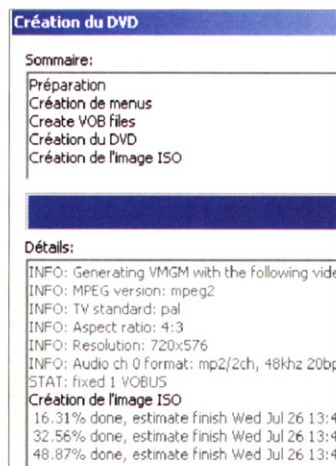 Création du DVD
Sommaire:
Préparation
Création de menus
Create VOB files
Création du DVD
Création de l'image ISO
Détails:
INFO: Generating VMGM with the following vide
INFO: MPEG version: mpeg2
INFO: TV standard: pal
INFO: Aspect ratio: 4:3
INFO: Resolution: 720x576
INFO: Audio ch 0 format: mp2/2ch, 48khz 20bp
STAT: fixed 1 VOBUS
Création de l'image ISO
16.31% done, estimate finish Wed Jul 26 13:4
32.56% done, estimate finish Wed Jul 26 13:4
48.87% done, estimate finish Wed Jul 26 13:4